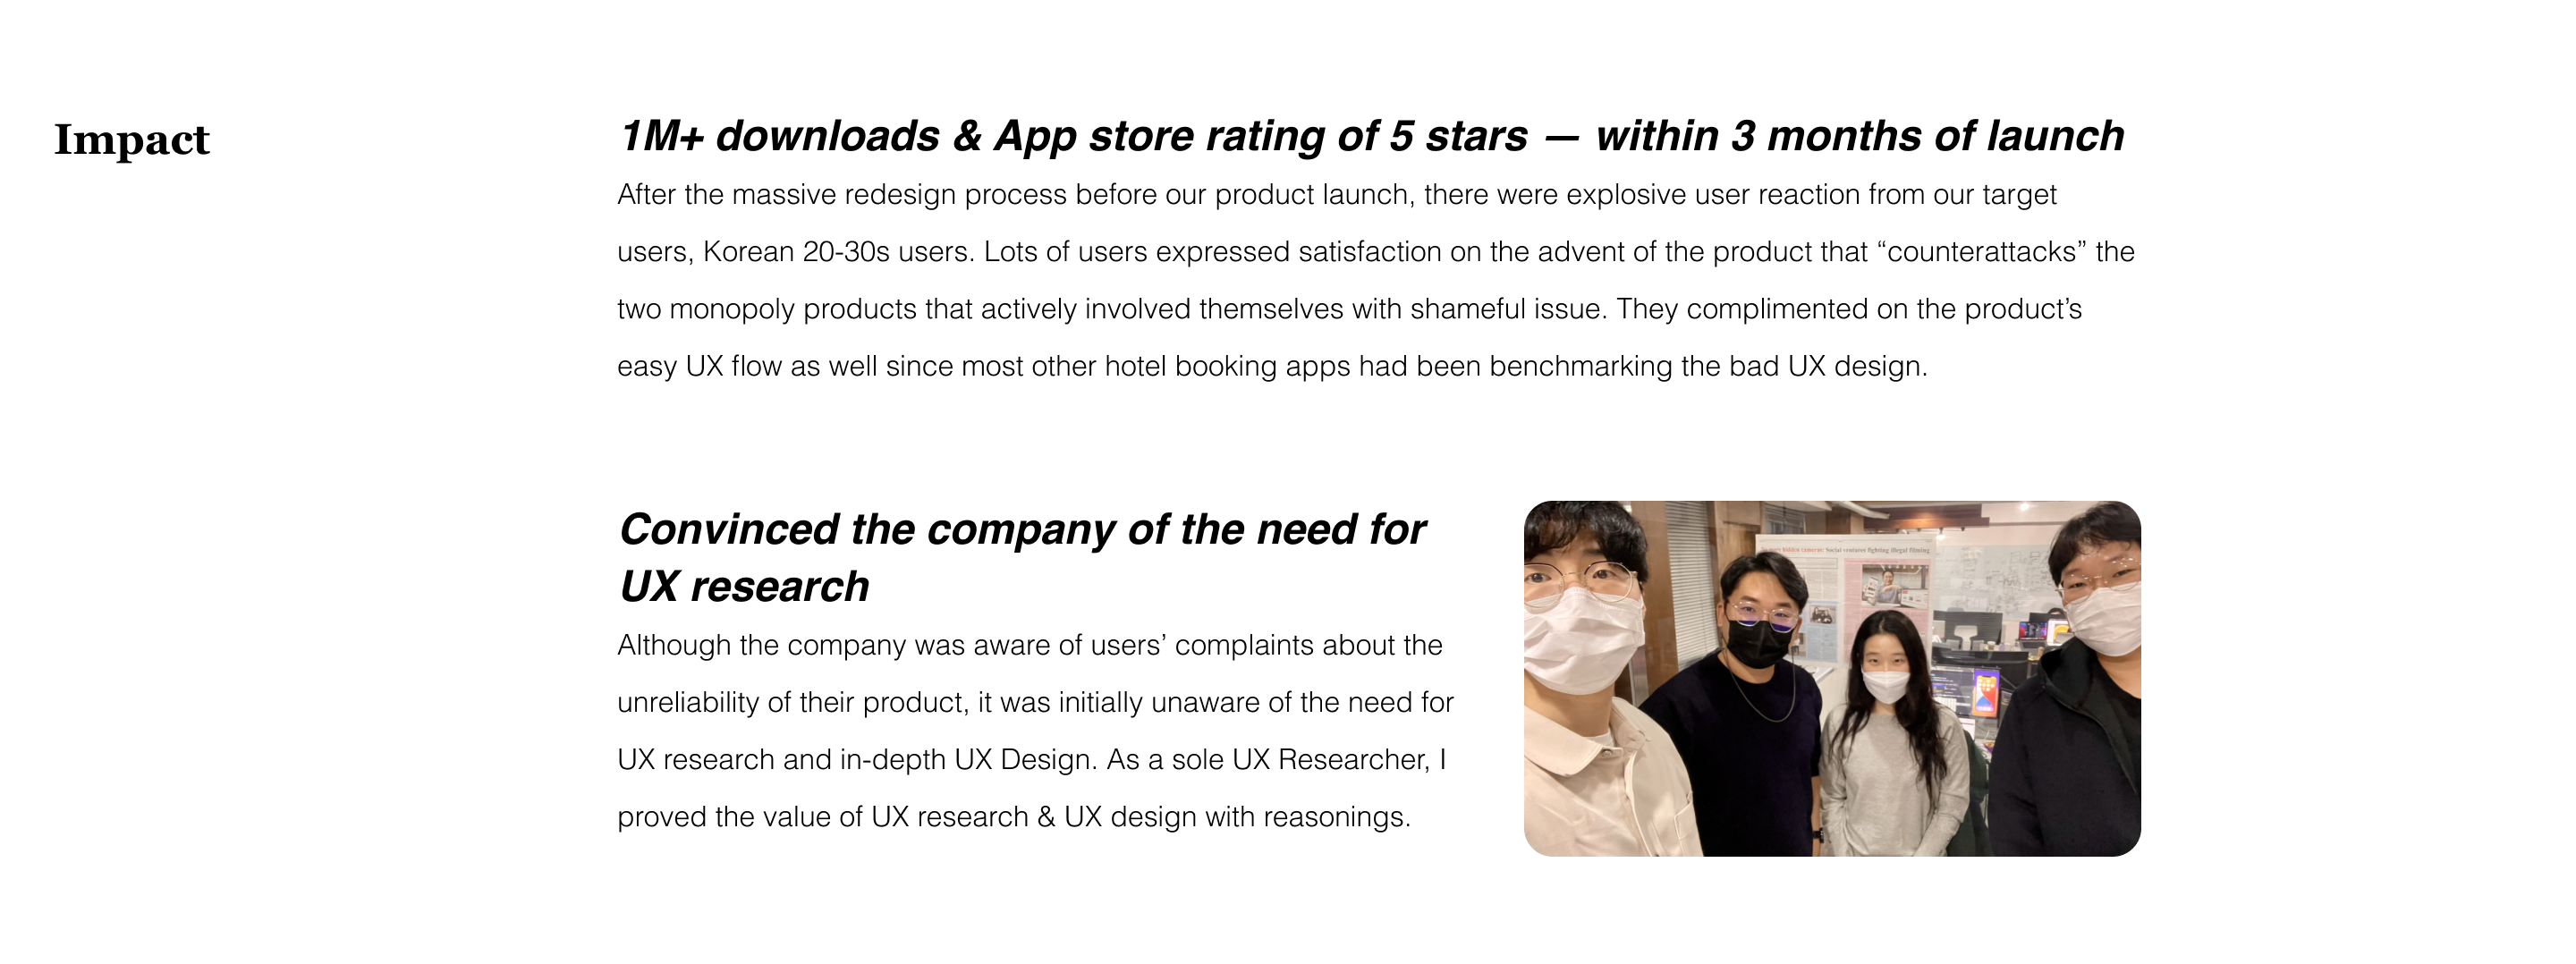 Impact
1M+ downloads & App store rating of 5 stars — within 3 months of launch
After the massive redesign process before our product launch, there were explosive user reaction from our target
users, Korean 20-30s users. Lots of users expressed satisfaction on the advent of the product that “counterattacks” the
two monopoly products that actively involved themselves with shameful issue. They complimented on the product’s
easy UX flow as well since most other hotel booking apps had been benchmarking the bad UX design.
Convinced the company of the need for
UX research
Although the company was aware of users’ complaints about the
unreliability of their product, it was initially unaware of the need for
UX research and in-depth UX Design. As a sole UX Researcher, I
proved the value of UX research & UX design with reasonings.
hidden cameras: Social ventures fighting illegal filming